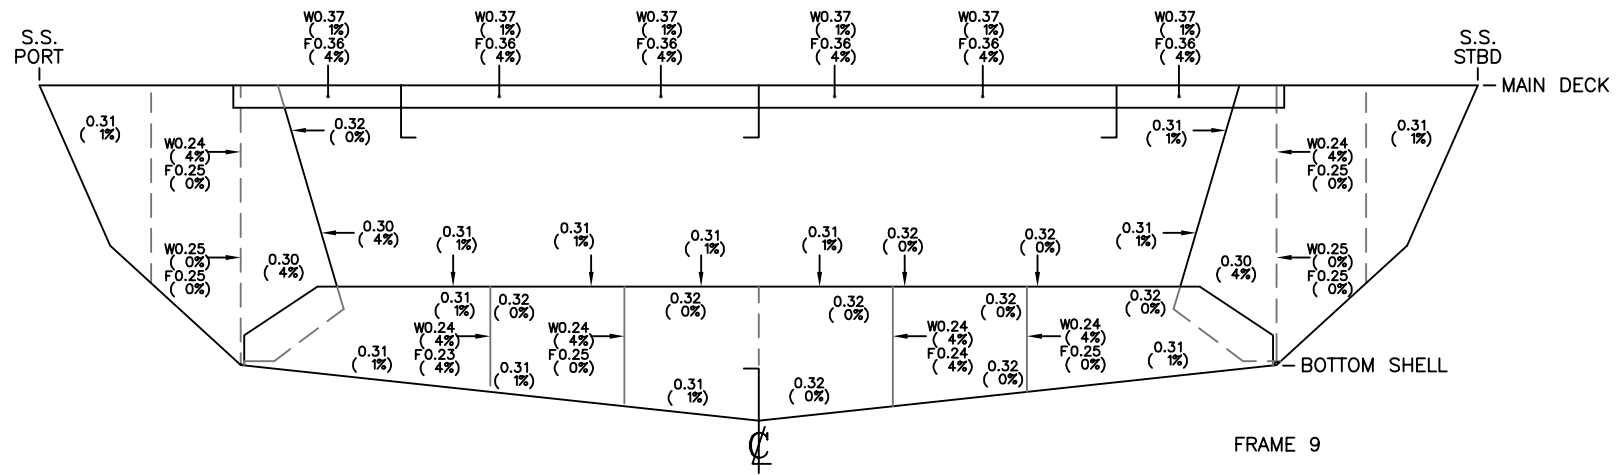 W0.37
( 1%)
F0.36
( 4%)
W0.37
( 1%)
F0.36
( 4%)
W0.37
( 1%)
F0.36
( 4%)
W0.37
( 1%)
F0.36
( 4%)
W0.37
( 1%)
F0.36
( 4%)
W0.37
( 1%)
F0.36
( 4%)
S.S.
PORT
S.S.
STBD
MAIN DECK
0.31
( 1%)
0.32
( 0%)
0.31
( 1%)
0.31
( 1%)
W0.24
( 4%)
F0.25
( 0%)
W0.24
( 4%)
F0.25
( 0%)
0.30
( 4%)
0.31
( 1%)
0.31
( 1%)
0.31
( 1%)
0.31
( 1%)
0.32
( 0%)
0.32
( 0%)
0.31
( 1%)
W0.25
( 0%)
F0.25
( 0%)
0.30
( 4%)
0.30
( 4%)
W0.25
( 0%)
F0.25
( 0%)
0.31
( 1%)
0.32
( 0%)
0.32
( 0%)
0.32
( 0%)
0.32
( 0%)
0.32
( 0%)
W0.24
( 4%)
F0.23
( 4%)
W0.24
( 4%)
F0.25
( 0%)
W0.24
( 4%)
F0.24
( 4%)
W0.24
( 4%)
F0.25
( 0%)
0.31
( 1%)
0.31
( 1%)
0.31
( 1%)
0.32
( 0%)
0.32
( 0%)
0.31
( 1%)
BOTTOM SHELL
℄
FRAME 9